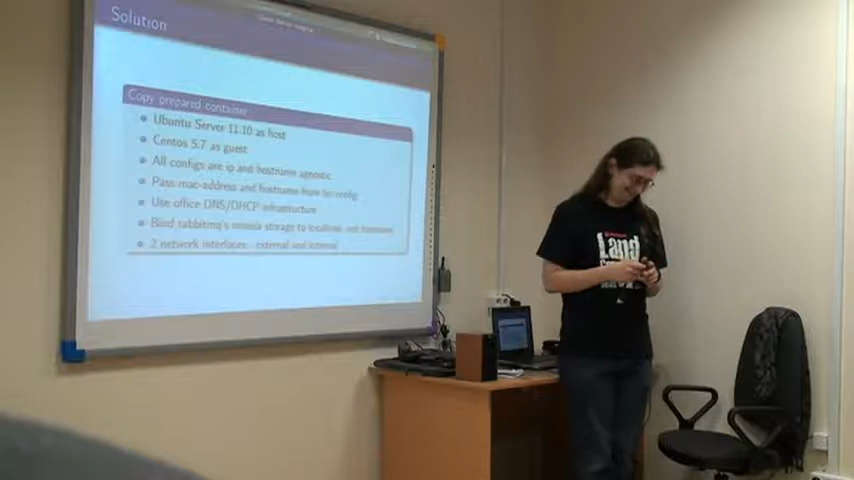 Solution
Copy prepared container
Ubuntu Server 11.10 as host
Centos 5.7 as guest
All configs are ip and hostname agnostic
Pass mac-address and hostname from lxc config
Use office DNS/DHCP infrastructure
Bind rabbitmq's mnesia storage to localhost
2 network interfaces: external and internal
Land